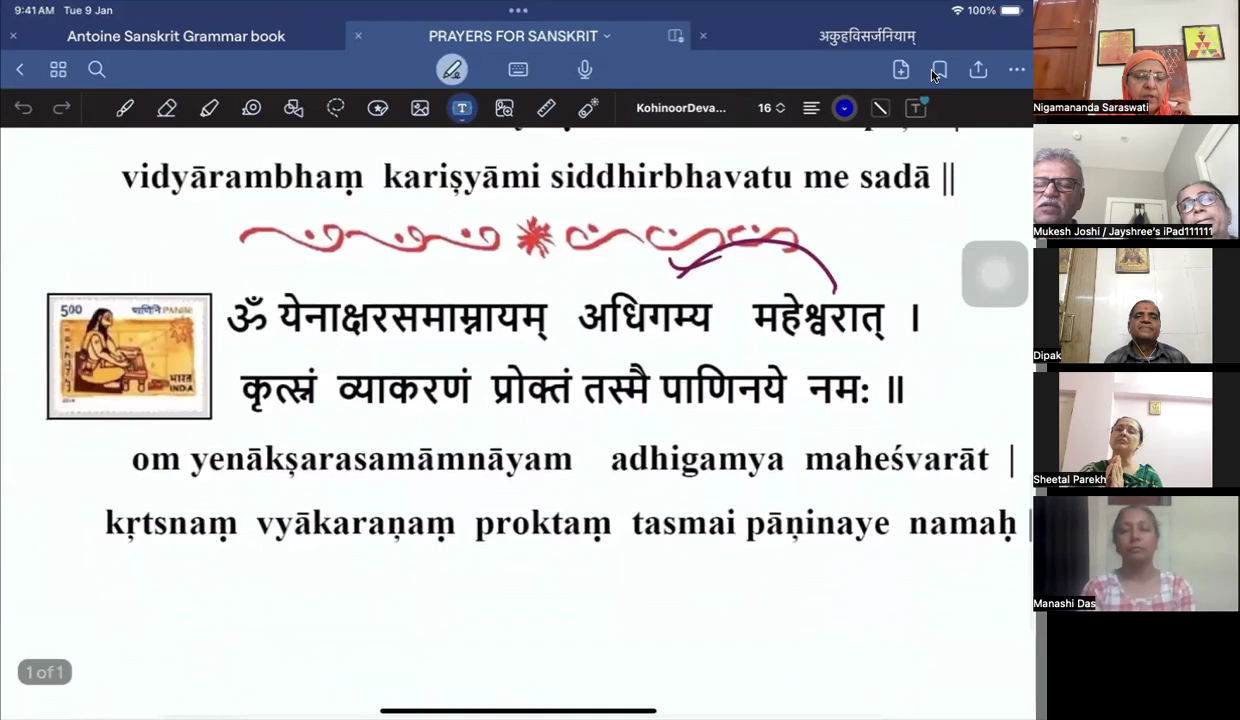 9:41 AM Tue 9 Jan
100%
Antoine Sanskrit Grammar book
PRAYERS FOR SANSKRIT
अकुहविसर्जनियाम्
KohinoorDeva...
16
vidyārambhaṃ kariṣyāmi siddhirbhavatu me sadā ||
5.00 पाणिनि PANINI
भारत
INDIA
ॐ येनाक्षरसमाम्नायम् अधिगम्य महेश्वरात् ।
कृत्स्नं व्याकरणं प्रोक्तं तस्मै पाणिनये नमः ॥
om yenākṣarasamāmnāyam adhigamya maheśvarāt |
kṛtsnaṃ vyākaraṇaṃ proktaṃ tasmai pāṇinaye namaḥ |
1 of 1
Nigamananda Saraswati
Mukesh Joshi / Jayshree's iPad111111
Dipak
Sheetal Parekh
Manashi Das